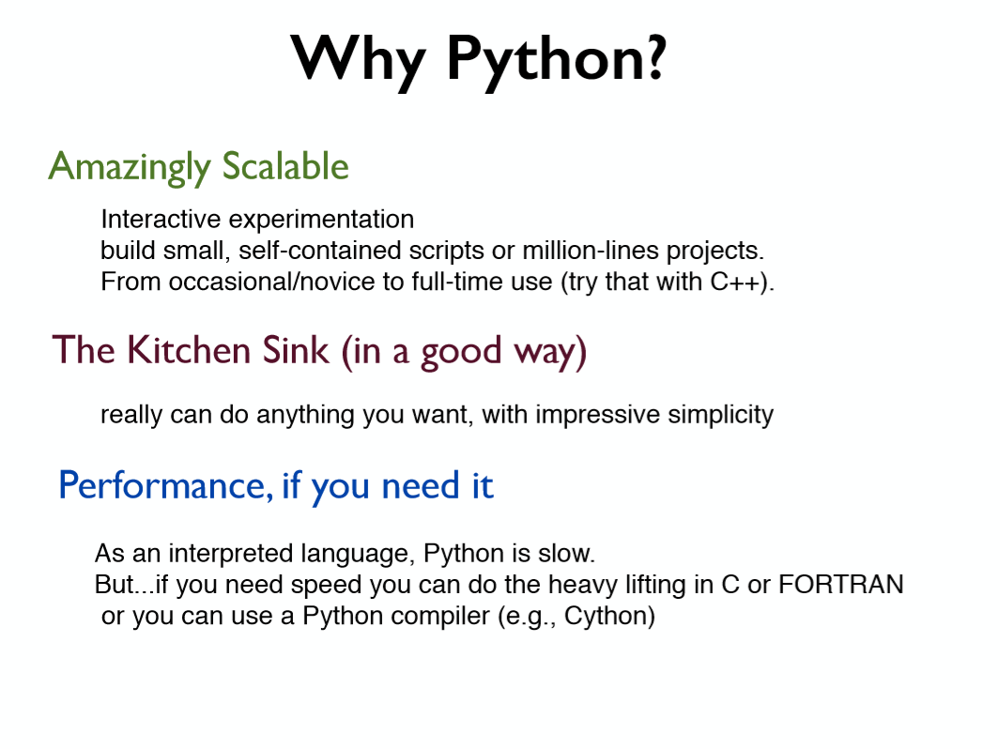 Why Python?
Amazingly Scalable
Interactive experimentation
build small, self-contained scripts or million-lines projects.
From occasional/novice to full-time use (try that with C++).
The Kitchen Sink (in a good way)
really can do anything you want, with impressive simplicity
Performance, if you need it
As an interpreted language, Python is slow.
But...if you need speed you can do the heavy lifting in C or FORTRAN
or you can use a Python compiler (e.g., Cython)